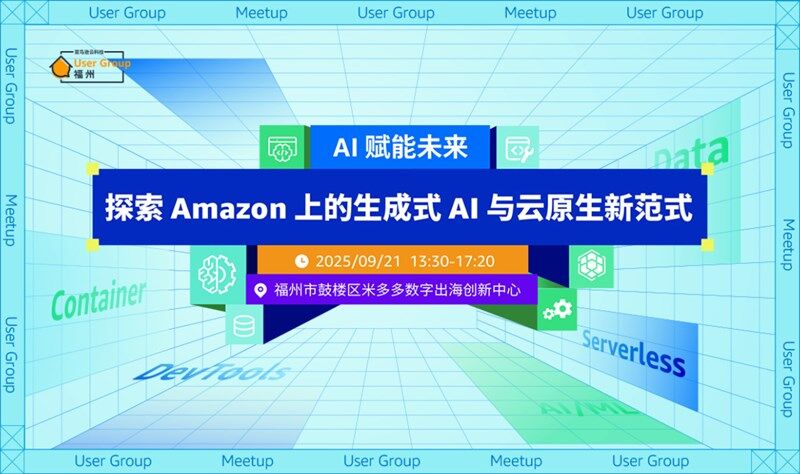 User Group Meetup User Group Meetup User Group
亚马逊云科技
User Group
福州
AI 赋能未来
探索 Amazon 上的生成式 AI 与云原生新范式
2025/09/21 13:30-17:20
福州市鼓楼区米多多数字出海创新中心
Data
Container
DevTools
Serverless
AI/ML
User Group
Meetup
User Group
User Group
Meetup
User Group
User Group Meetup User Group Meetup User Group